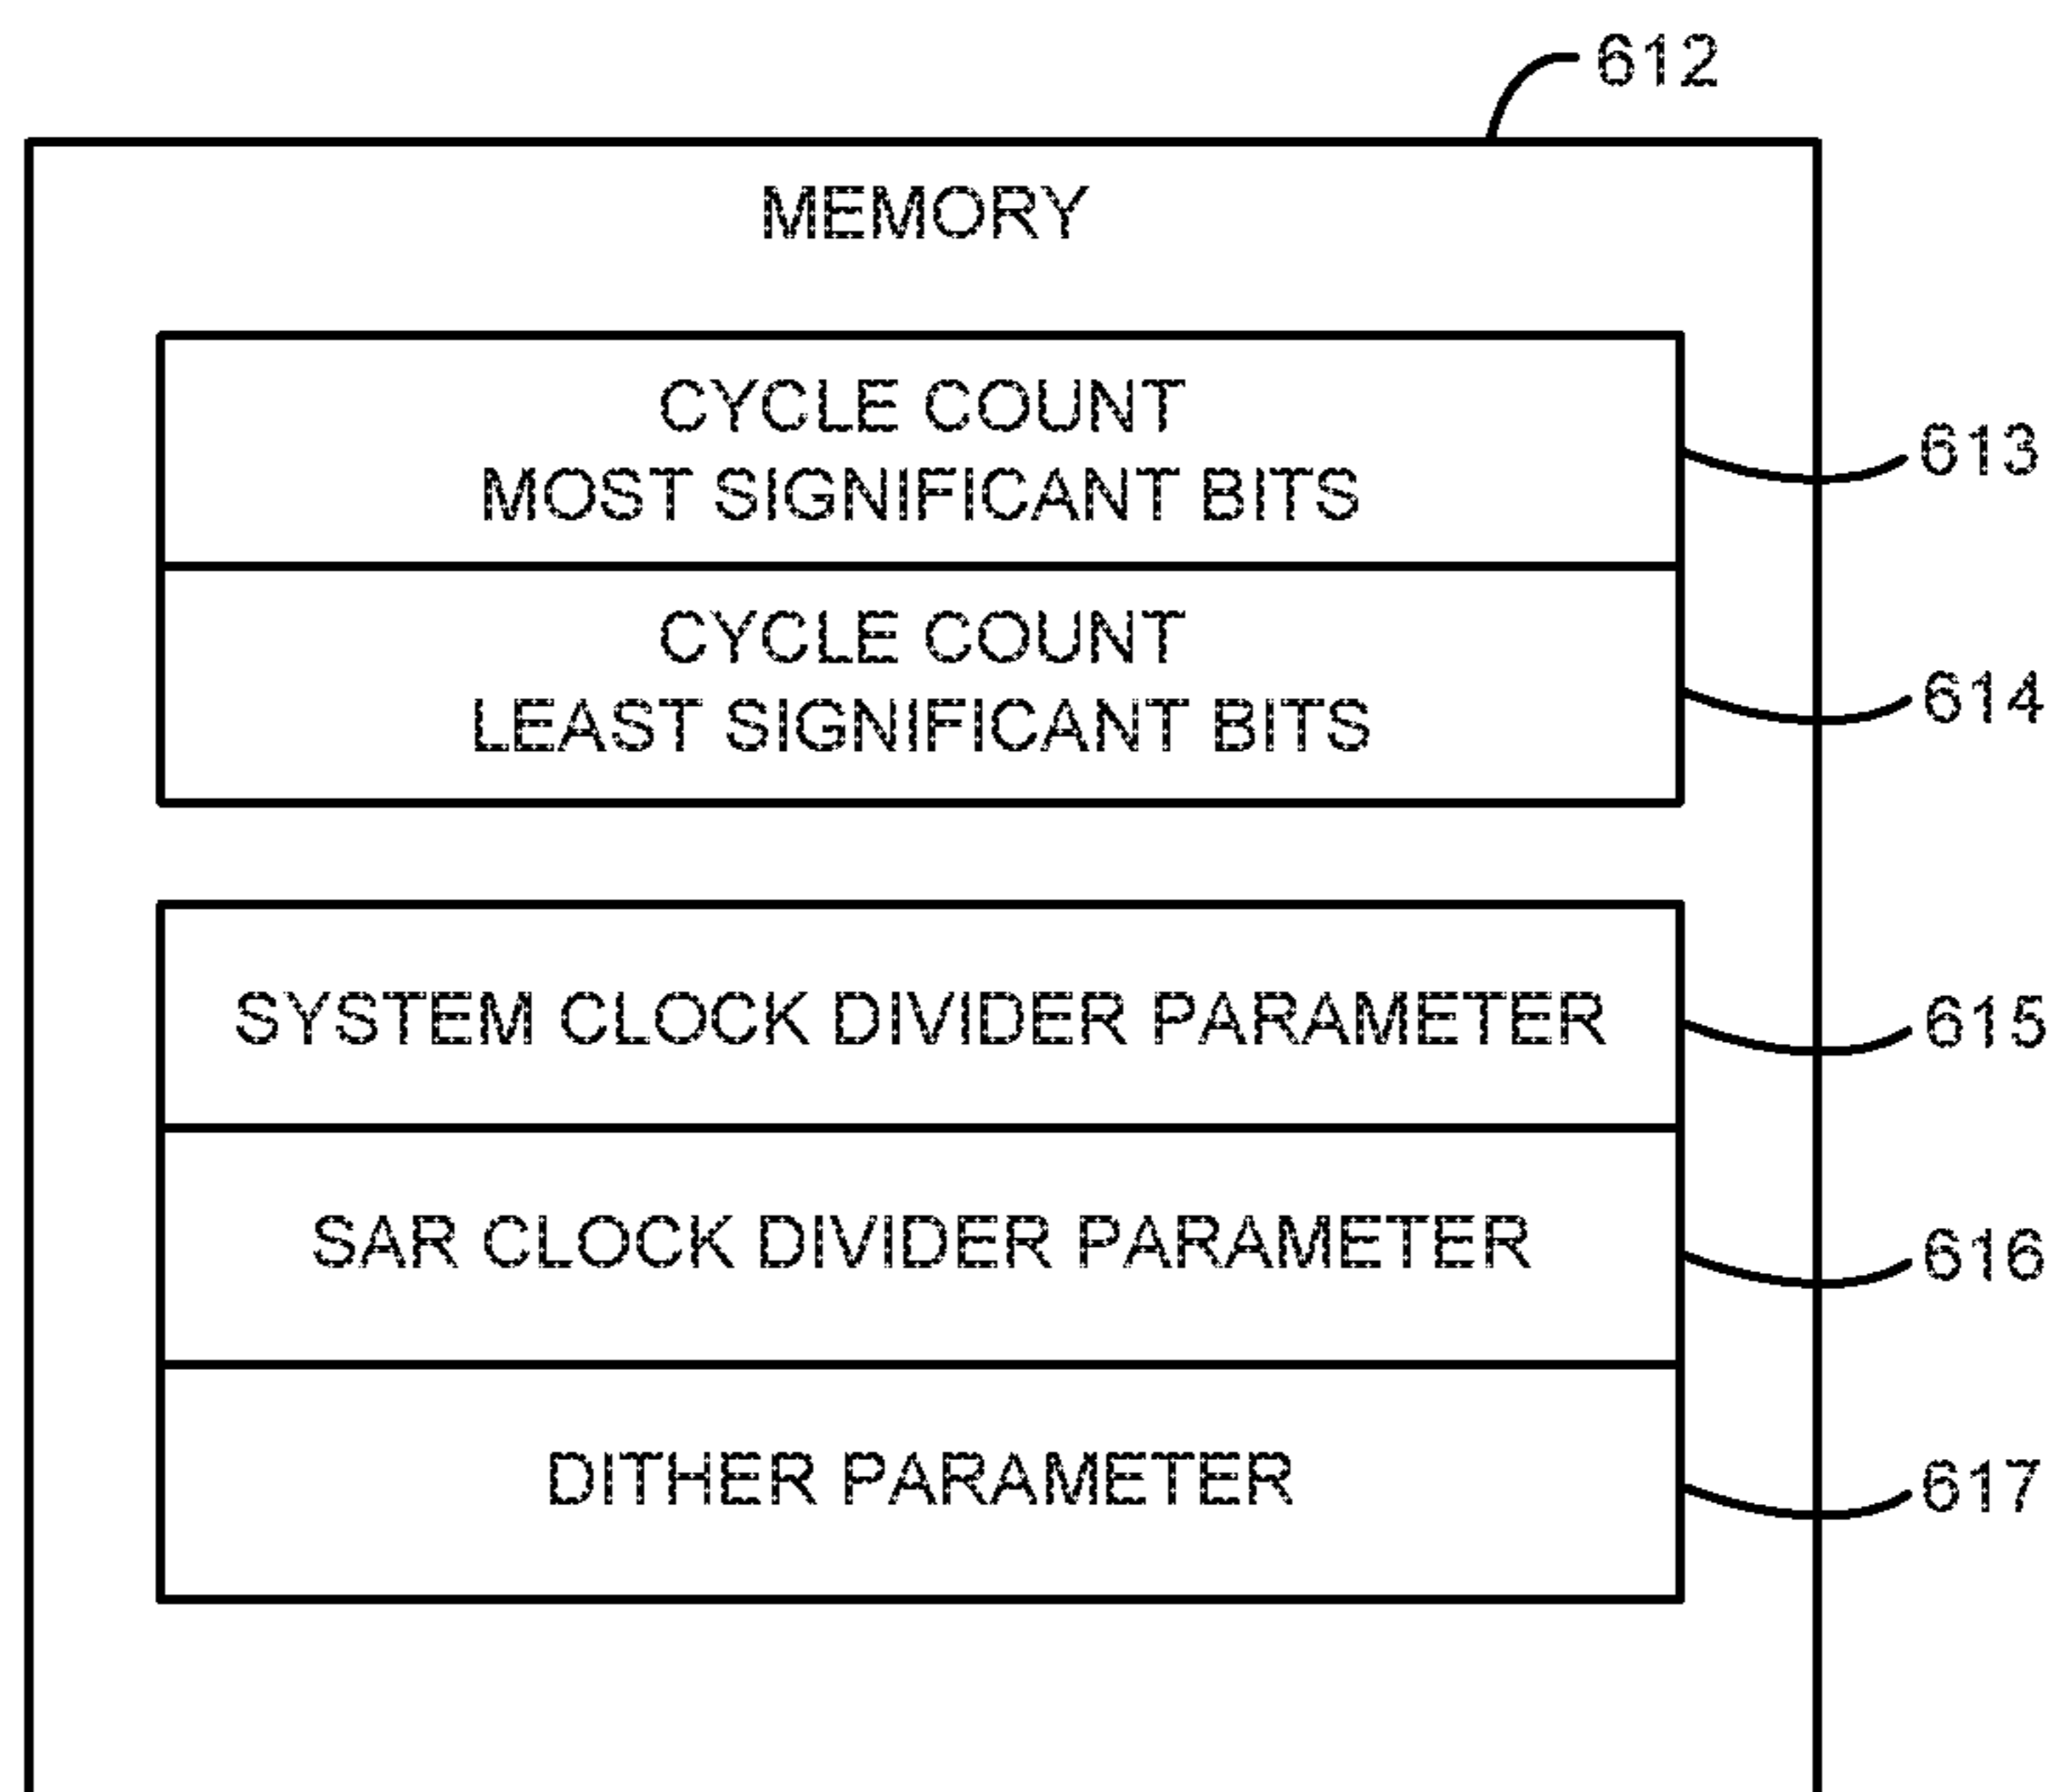 612
MEMORY
CYCLE COUNT
MOST SIGNIFICANT BITS
613
CYCLE COUNT
LEAST SIGNIFICANT BITS
614
SYSTEM CLOCK DIVIDER PARAMETER
615
SAR CLOCK DIVIDER PARAMETER
616
DITHER PARAMETER
617